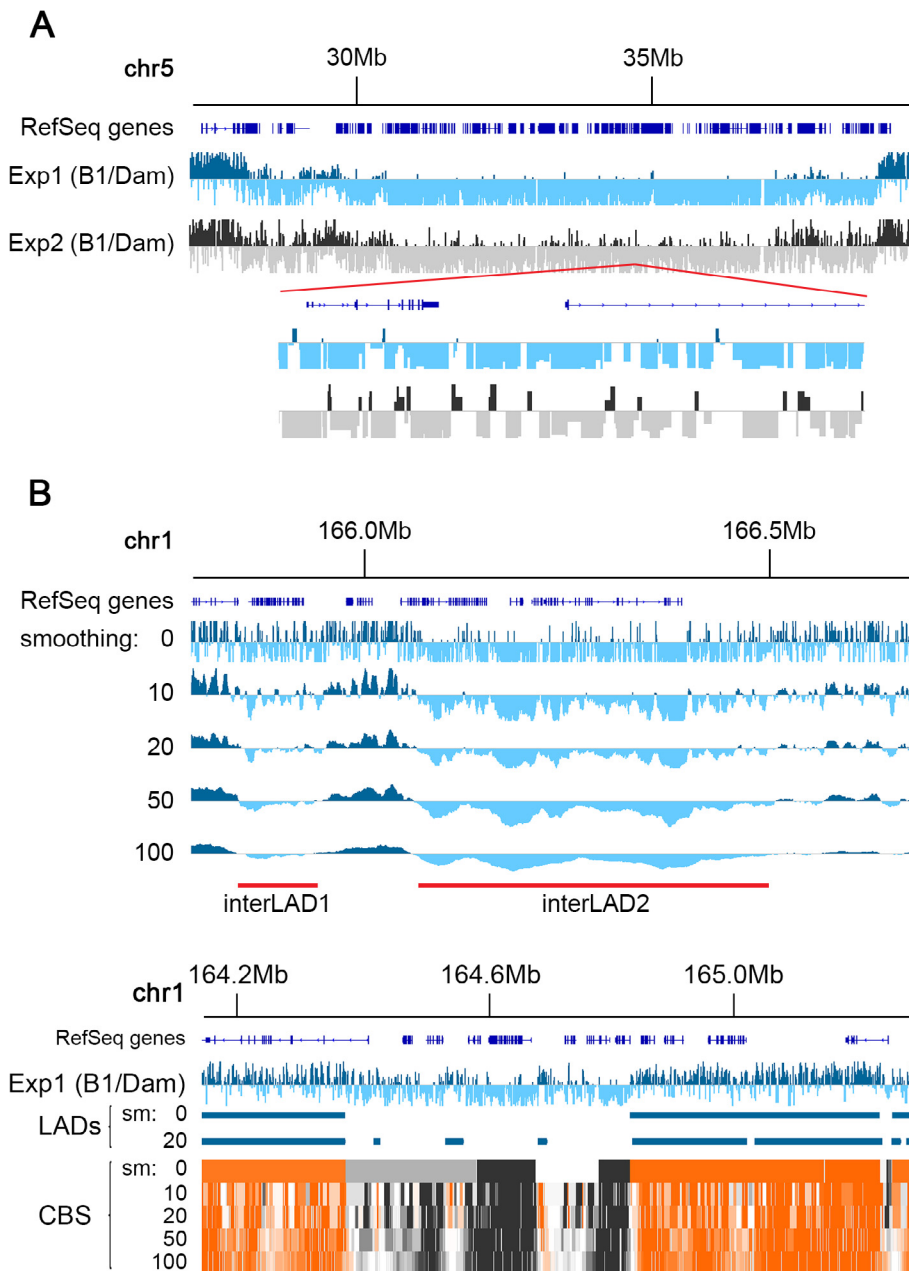 A
30Mb 35Mb
chr5
RefSeq genes
Exp1 (B1/Dam)
Exp2 (B1/Dam)
B
166.0Mb 166.5Mb
chr1
RefSeq genes
smoothing: 0
10
20
50
100
interLAD1 interLAD2
164.2Mb 164.6Mb 165.0Mb
chr1
RefSeq genes
Exp1 (B1/Dam)
LADs sm: 0
20
CBS sm: 0
10
20
50
100